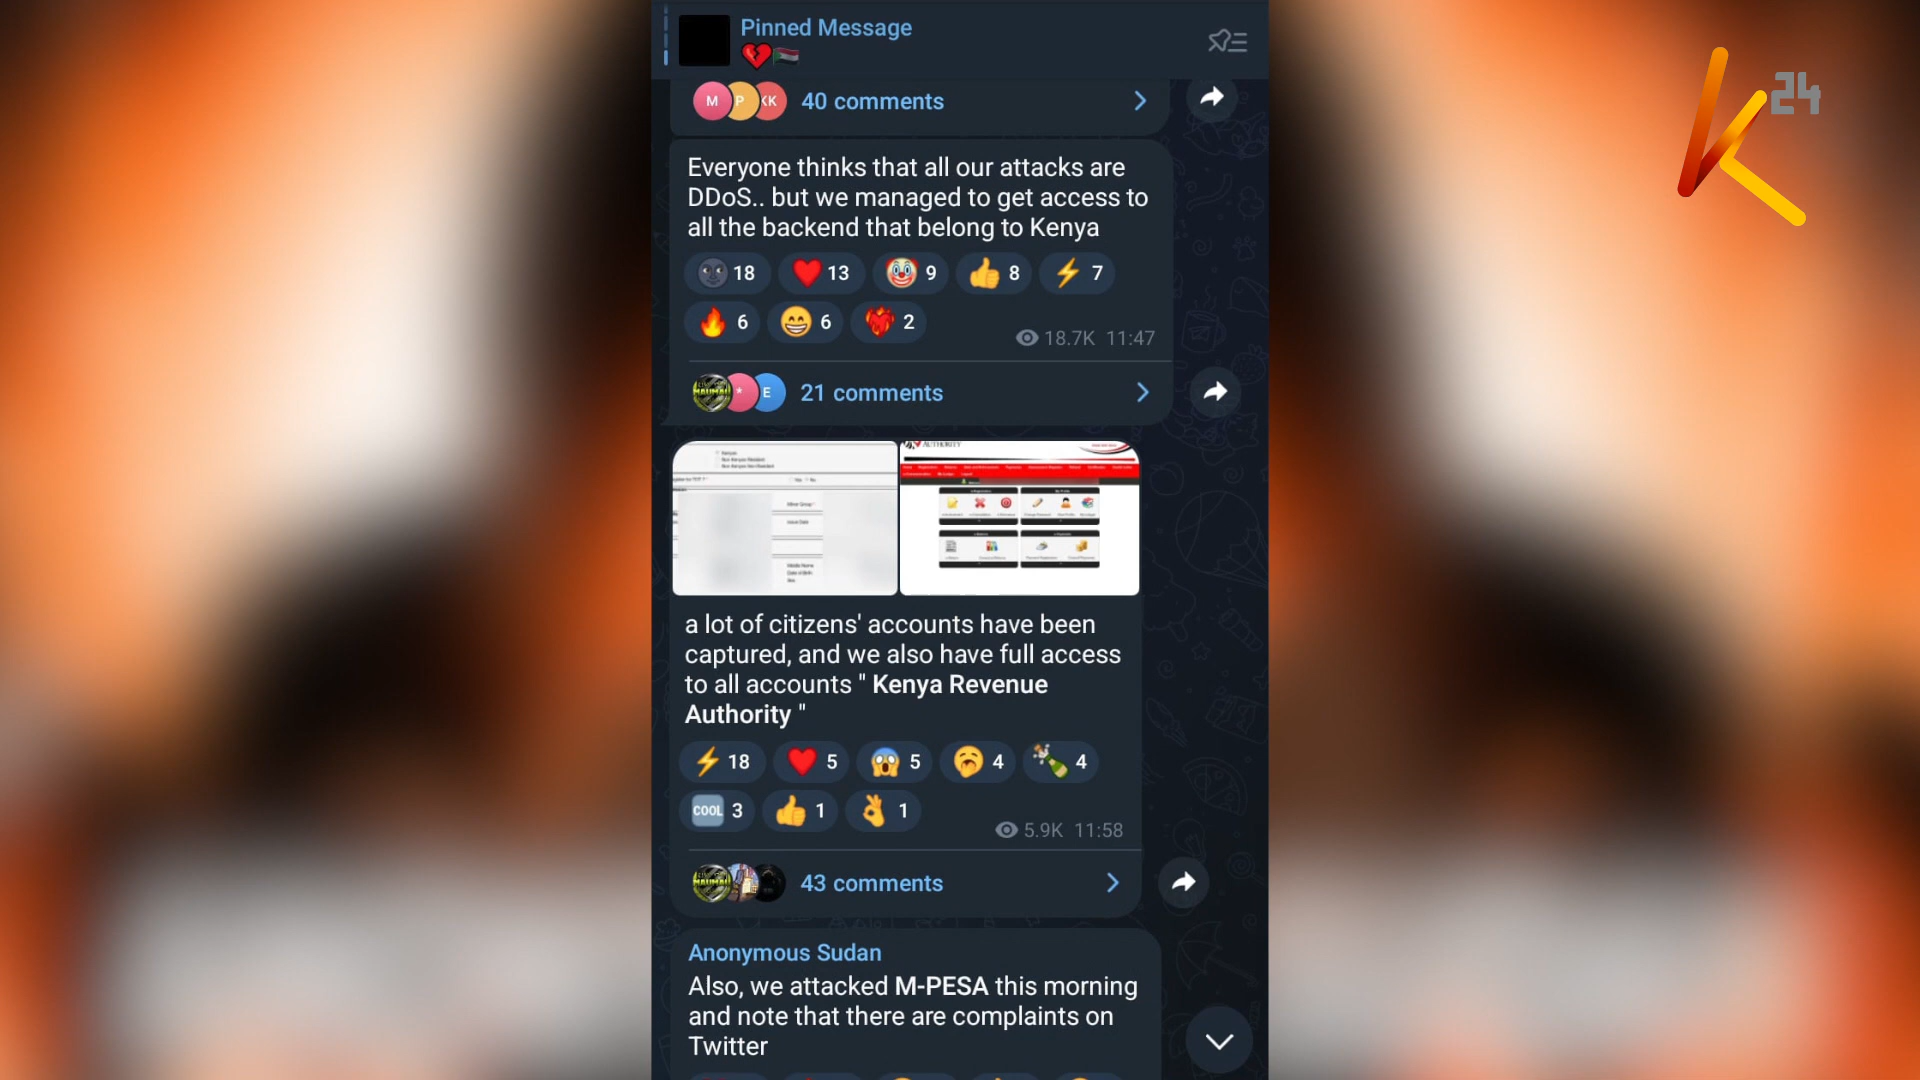 Pinned Message
K24
M P KK 40 comments
Everyone thinks that all our attacks are
DDoS.. but we managed to get access to
all the backend that belong to Kenya
18 13 9 8 7
6 6 2
18.7K 11:47
E 21 comments
AUTHORITY
a lot of citizens' accounts have been
captured, and we also have full access
to all accounts " Kenya Revenue
Authority "
18 5 5 4 4
COOL 3 1 1
5.9K 11:58
43 comments
Anonymous Sudan
Also, we attacked M-PESA this morning
and note that there are complaints on
Twitter